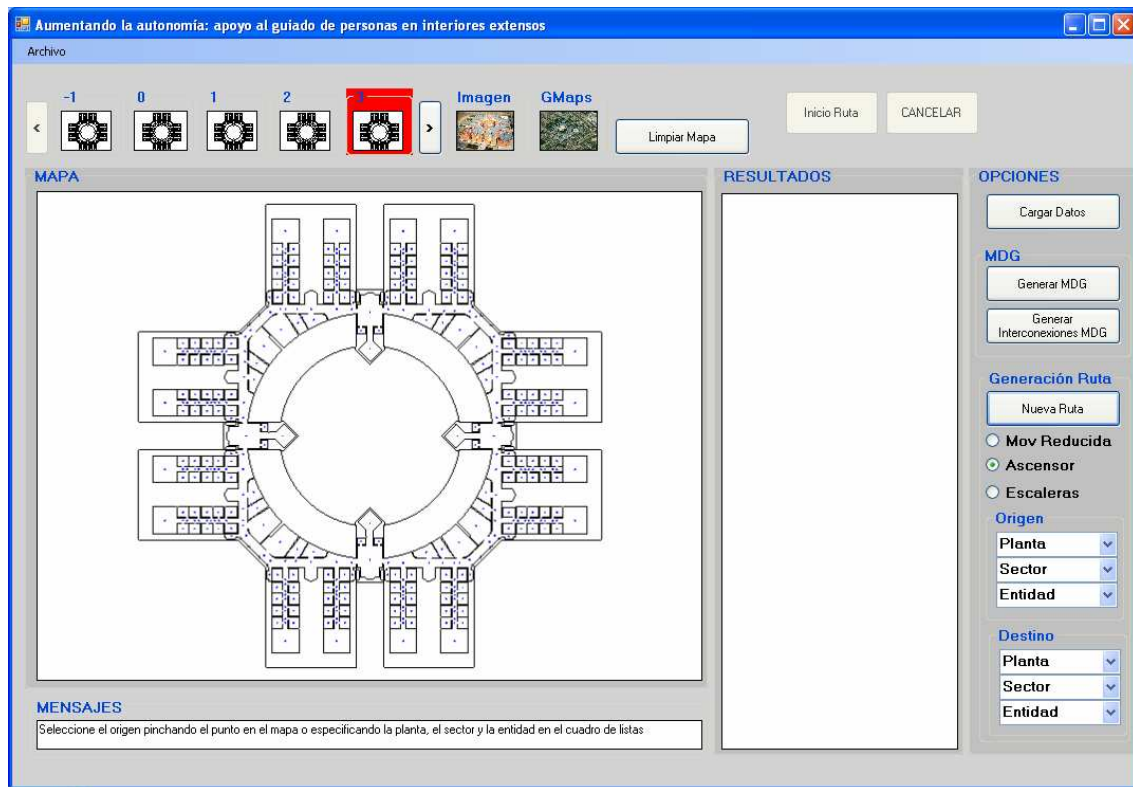 Aumentando la autonomía: apoyo al guiado de personas en interiores extensos
Archivo
-1 0 1 2 3 Imagen GMaps
< >
Limpiar Mapa
Inicio Ruta CANCELAR
MAPA
RESULTADOS
OPCIONES
Cargar Datos
MDG
Generar MDG
Generar
Interconexiones MDG
Generación Ruta
Nueva Ruta
Mov Reducida
Ascensor
Escaleras
Origen
Planta
Sector
Entidad
Destino
Planta
Sector
Entidad
MENSAJES
Seleccione el origen pinchando el punto en el mapa o especificando la planta, el sector y la entidad en el cuadro de listas